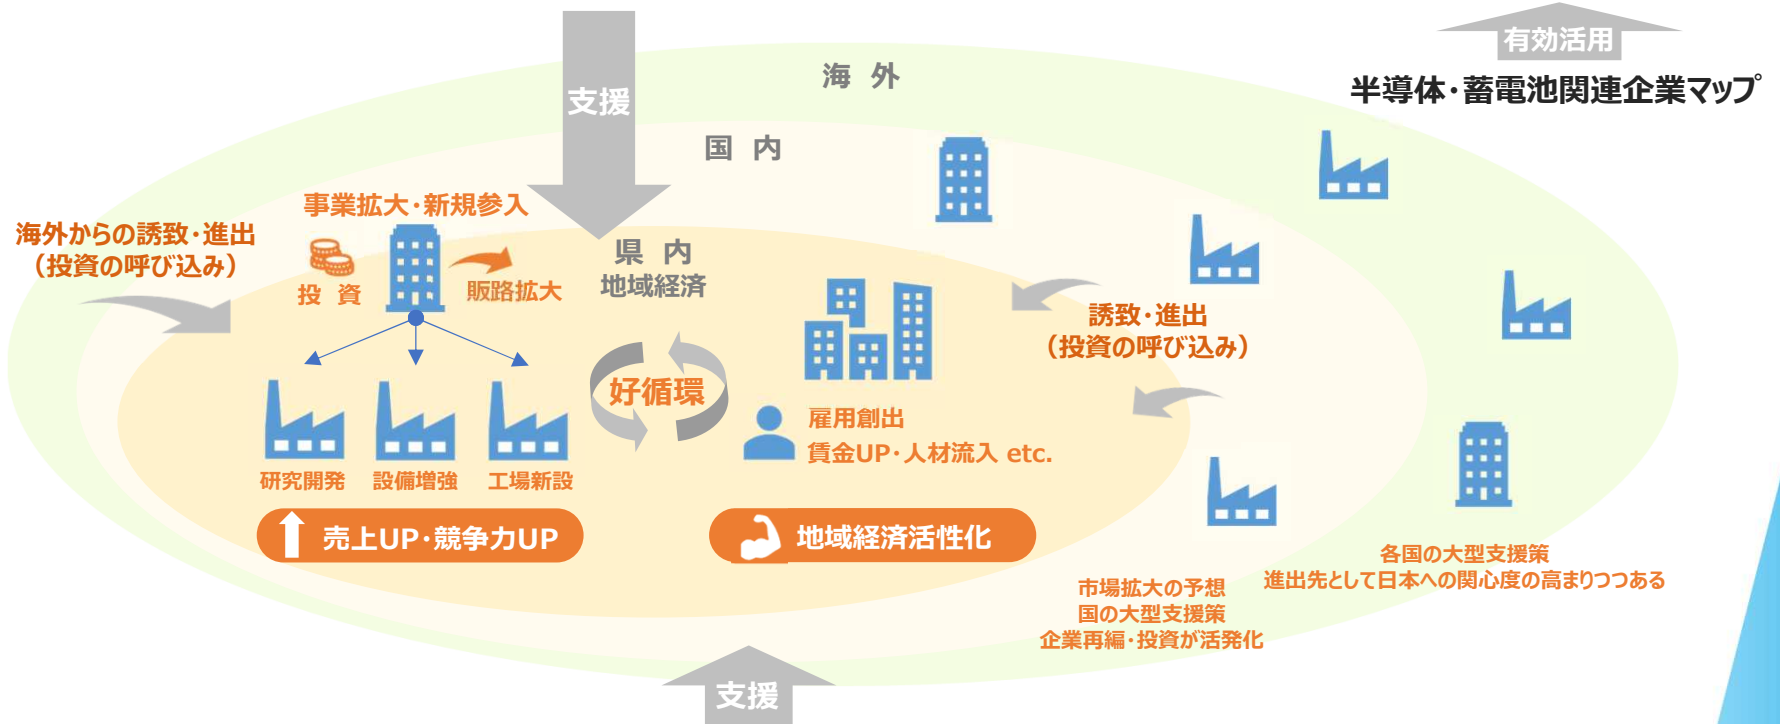 有効活用
半導体・蓄電池関連企業マップ
海 外
支援
国 内
事業拡大・新規参入
海外からの誘致・進出
（投資の呼び込み）
投 資
販路拡大
県 内
地域経済
誘致・進出
（投資の呼び込み）
好循環
雇用創出
賃金UP・人材流入 etc.
研究開発
設備増強
工場新設
売上UP・競争力UP
地域経済活性化
各国の大型支援策
進出先として日本への関心度の高まりつつある
市場拡大の予想
国の大型支援策
企業再編・投資が活発化
支援